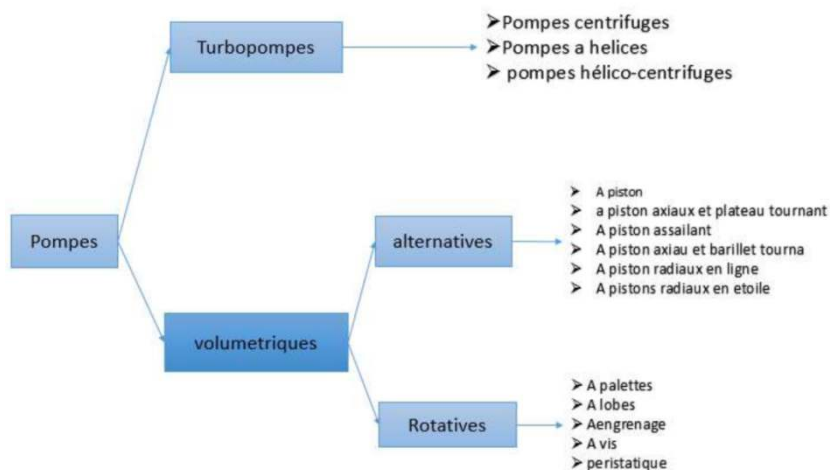 Turbopompes
➢Pompes centrifuges
➢Pompes a helices
➢ pompes hélico-centrifuges
Pompes
alternatives
➢ A piston
➢ a piston axiaux et plateau tournant
➢ A piston assailant
➢ A piston axiau et barillet tourna
➢ A piston radiaux en ligne
➢ A pistons radiaux en etoile
volumetriques
Rotatives
➢ A palettes
➢ A lobes
➢ Aengrenage
➢ A vis
➢ peristatique